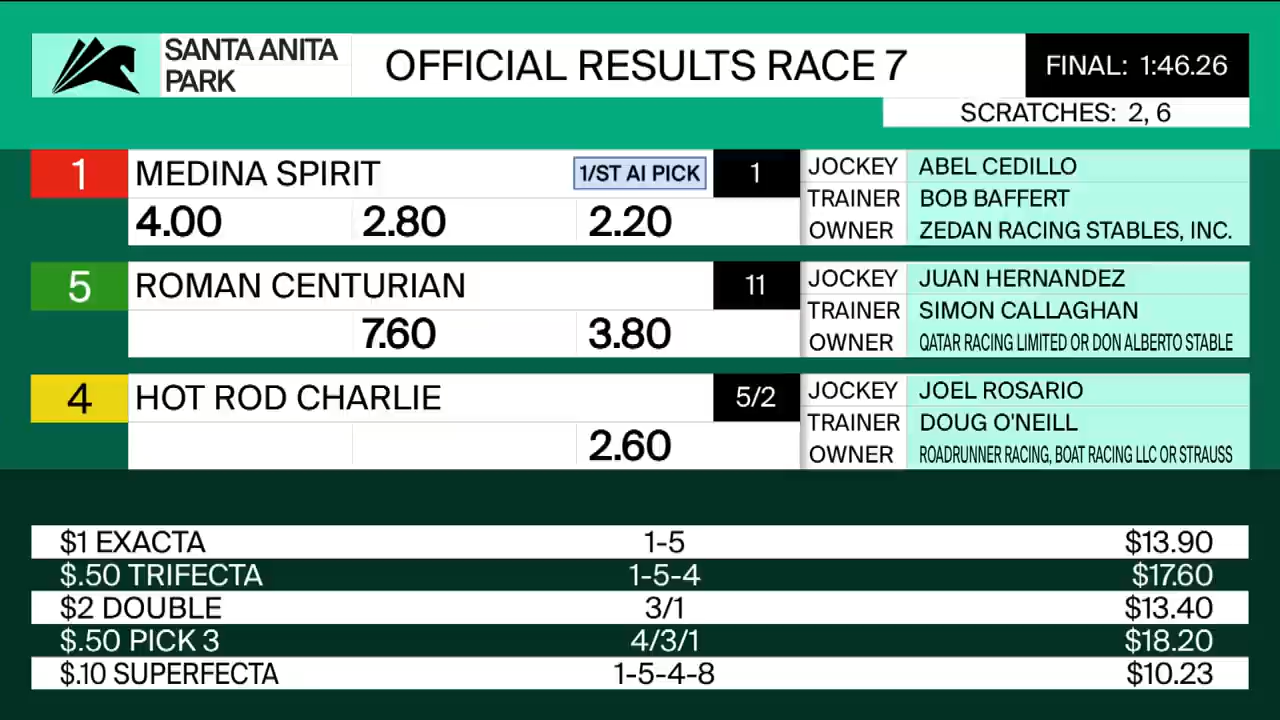 SANTA ANITA PARK
OFFICIAL RESULTS RACE 7
FINAL: 1:46.26
SCRATCHES: 2, 6
1 MEDINA SPIRIT 1/ST AI PICK 1
4.00 2.80 2.20
JOCKEY ABEL CEDILLO
TRAINER BOB BAFFERT
OWNER ZEDAN RACING STABLES, INC.
5 ROMAN CENTURIAN 11
7.60 3.80
JOCKEY JUAN HERNANDEZ
TRAINER SIMON CALLAGHAN
OWNER QATAR RACING LIMITED OR DON ALBERTO STABLE
4 HOT ROD CHARLIE 5/2
2.60
JOCKEY JOEL ROSARIO
TRAINER DOUG O'NEILL
OWNER ROADRUNNER RACING, BOAT RACING LLC OR STRAUSS
$1 EXACTA 1-5 $13.90
$.50 TRIFECTA 1-5-4 $17.60
$2 DOUBLE 3/1 $13.40
$.50 PICK 3 4/3/1 $18.20
$.10 SUPERFECTA 1-5-4-8 $10.23